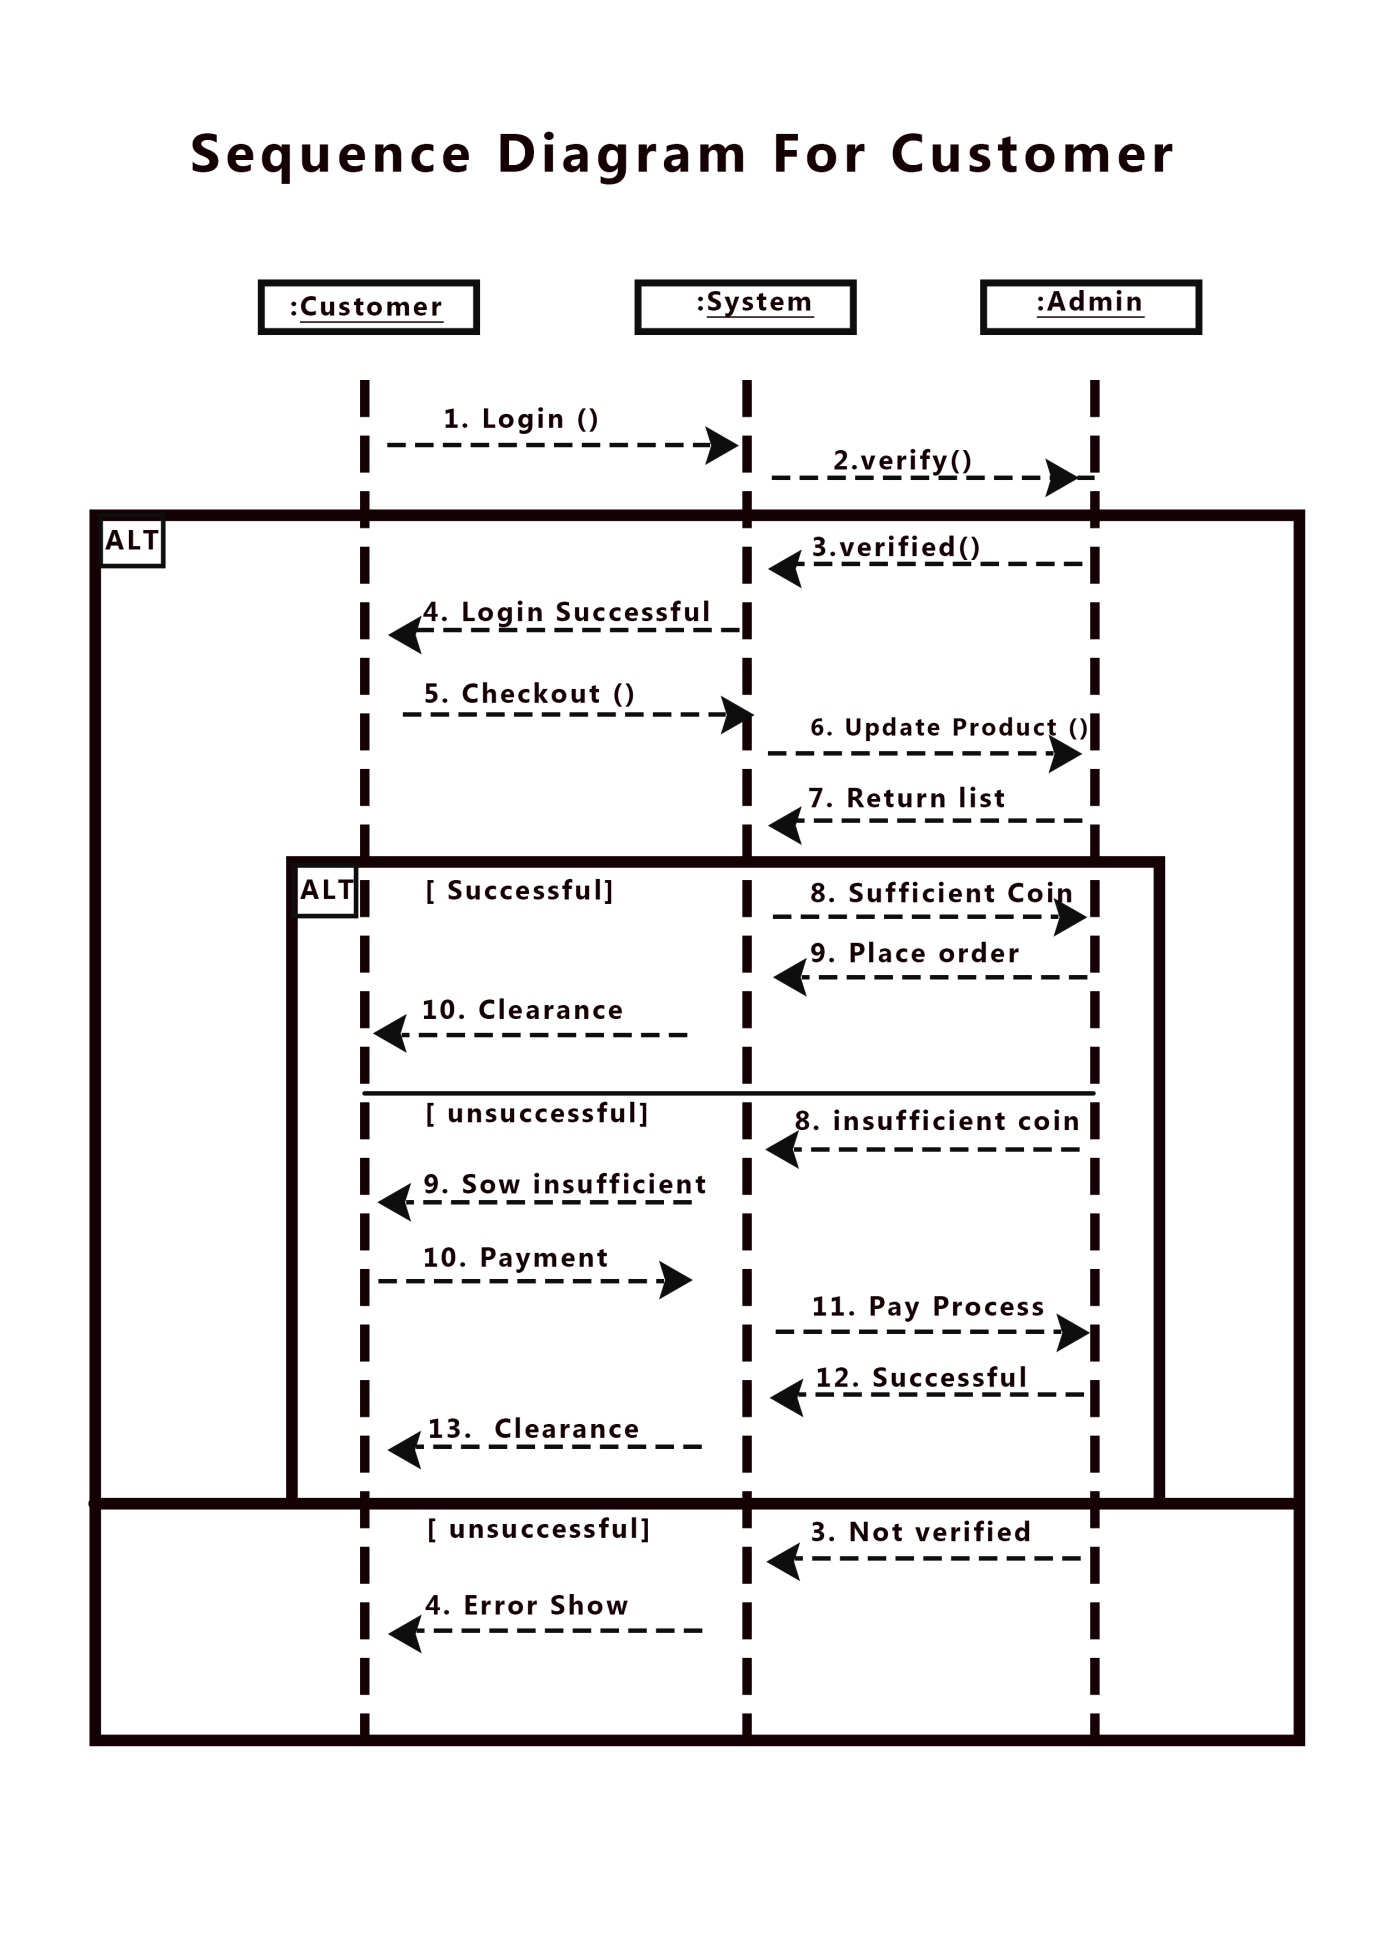 Sequence Diagram For Customer
:Customer
:System
:Admin
1. Login ()
2.verify()
ALT
3.verified()
4. Login Successful
5. Checkout ()
6. Update Product ()
7. Return list
ALT
[ Successful]
8. Sufficient Coin
9. Place order
10. Clearance
[ unsuccessful]
8. insufficient coin
9. Sow insufficient
10. Payment
11. Pay Process
12. Successful
13.  Clearance
[ unsuccessful]
3. Not verified
4. Error Show